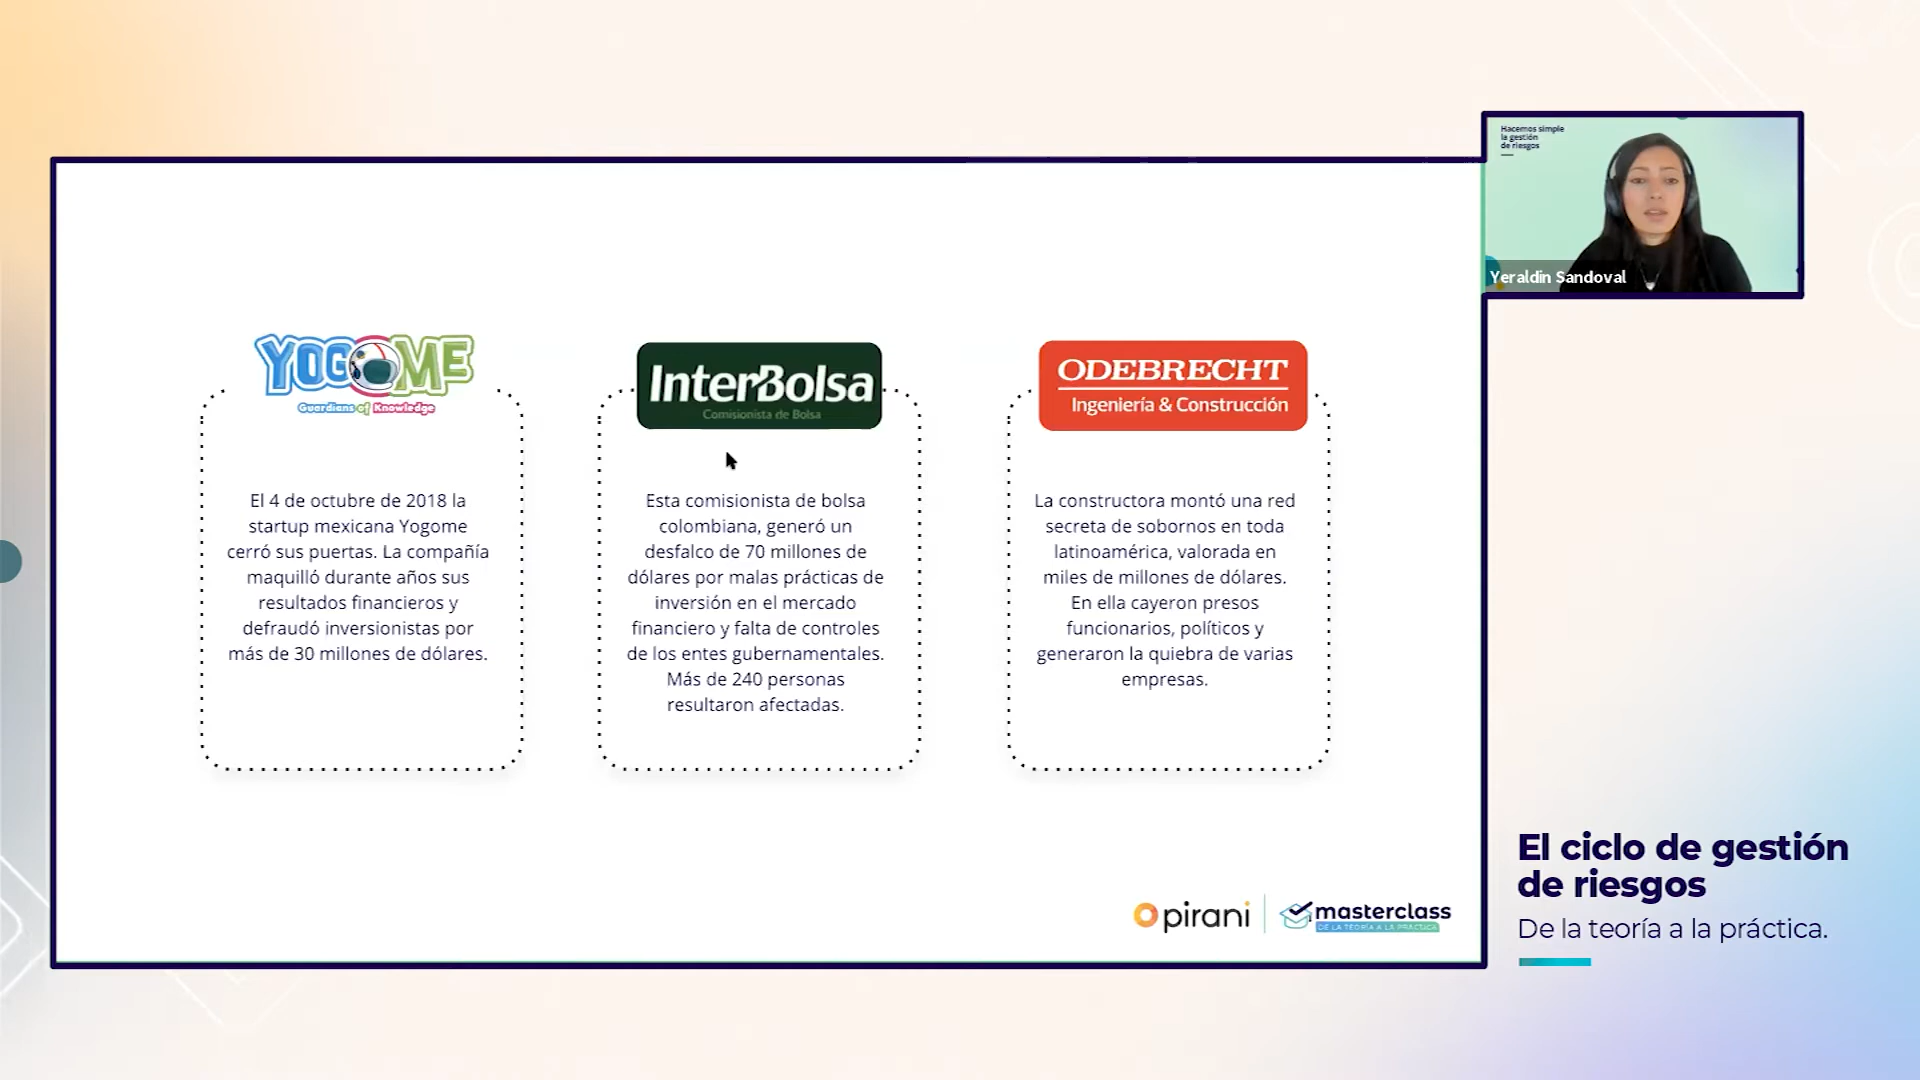 Hacemos simple
la gestión
de riesgos
Yeraldin Sandoval
YOGOME
Guardians of Knowledge
El 4 de octubre de 2018 la
startup mexicana Yogome
cerró sus puertas. La compañía
maquilló durante años sus
resultados financieros y
defraudó inversionistas por
más de 30 millones de dólares.
InterBolsa
Comisionista de Bolsa
Esta comisionista de bolsa
colombiana, generó un
desfalco de 70 millones de
dólares por malas prácticas de
inversión en el mercado
financiero y falta de controles
de los entes gubernamentales.
Más de 240 personas
resultaron afectadas.
ODEBRECHT
Ingeniería & Construcción
La constructora montó una red
secreta de sobornos en toda
latinoamérica, valorada en
miles de millones de dólares.
En ella cayeron presos
funcionarios, políticos y
generaron la quiebra de varias
empresas.
pirani
masterclass
DE LA TEORÍA A LA PRÁCTICA
El ciclo de gestión
de riesgos
De la teoría a la práctica.